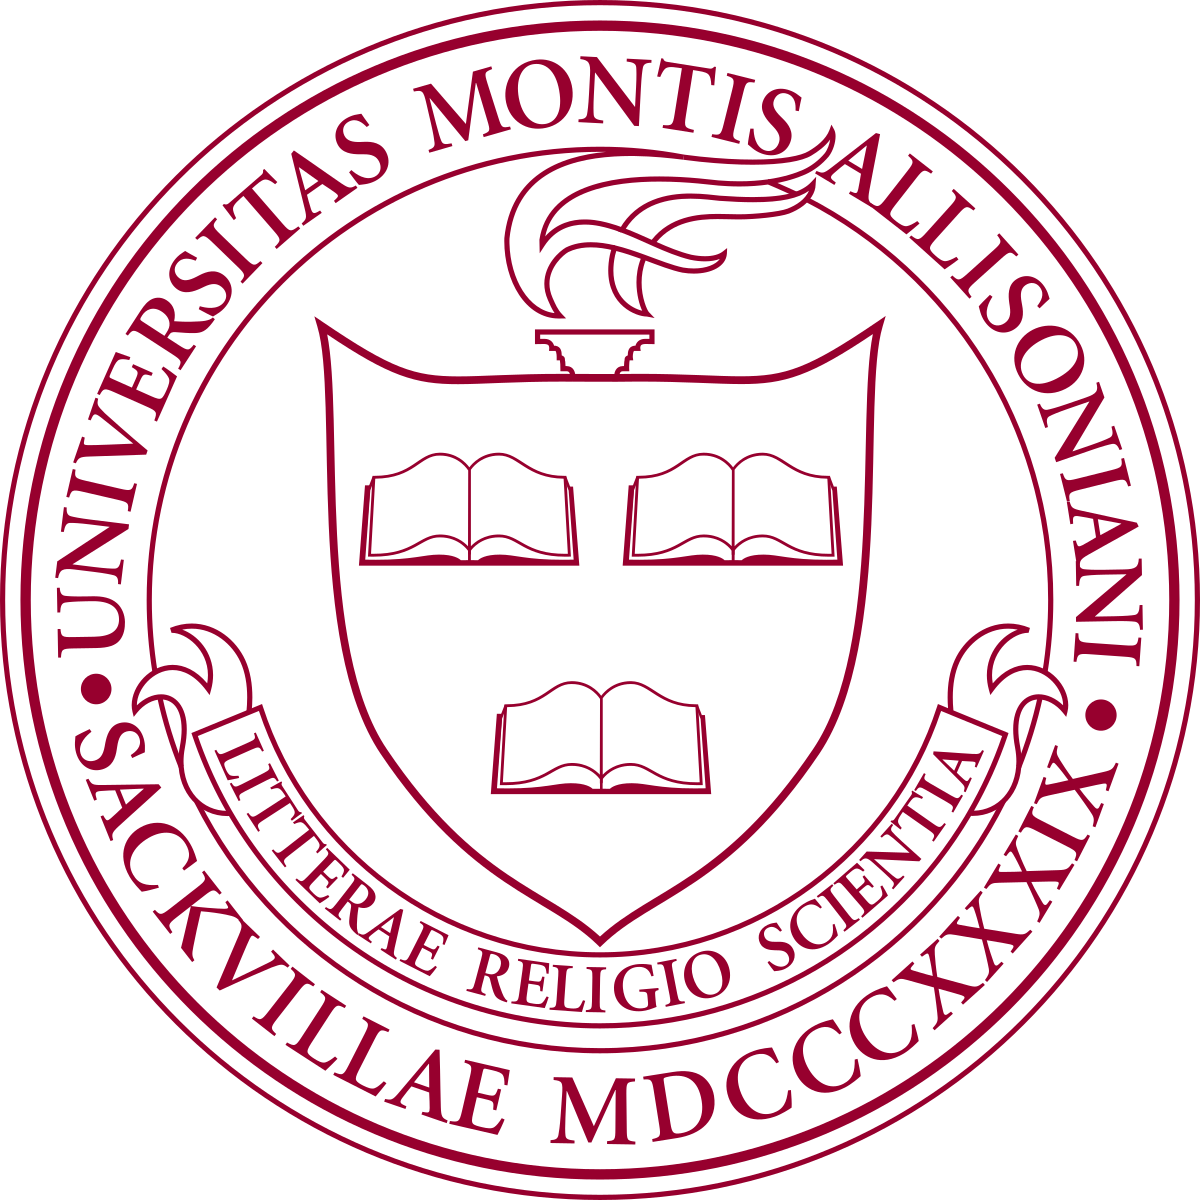 UNIVERSITAS MONTIS ALLISONIANI
• SACKVILLAE MDCCCXXXIX •
LITTERAE RELIGIO SCIENTIA